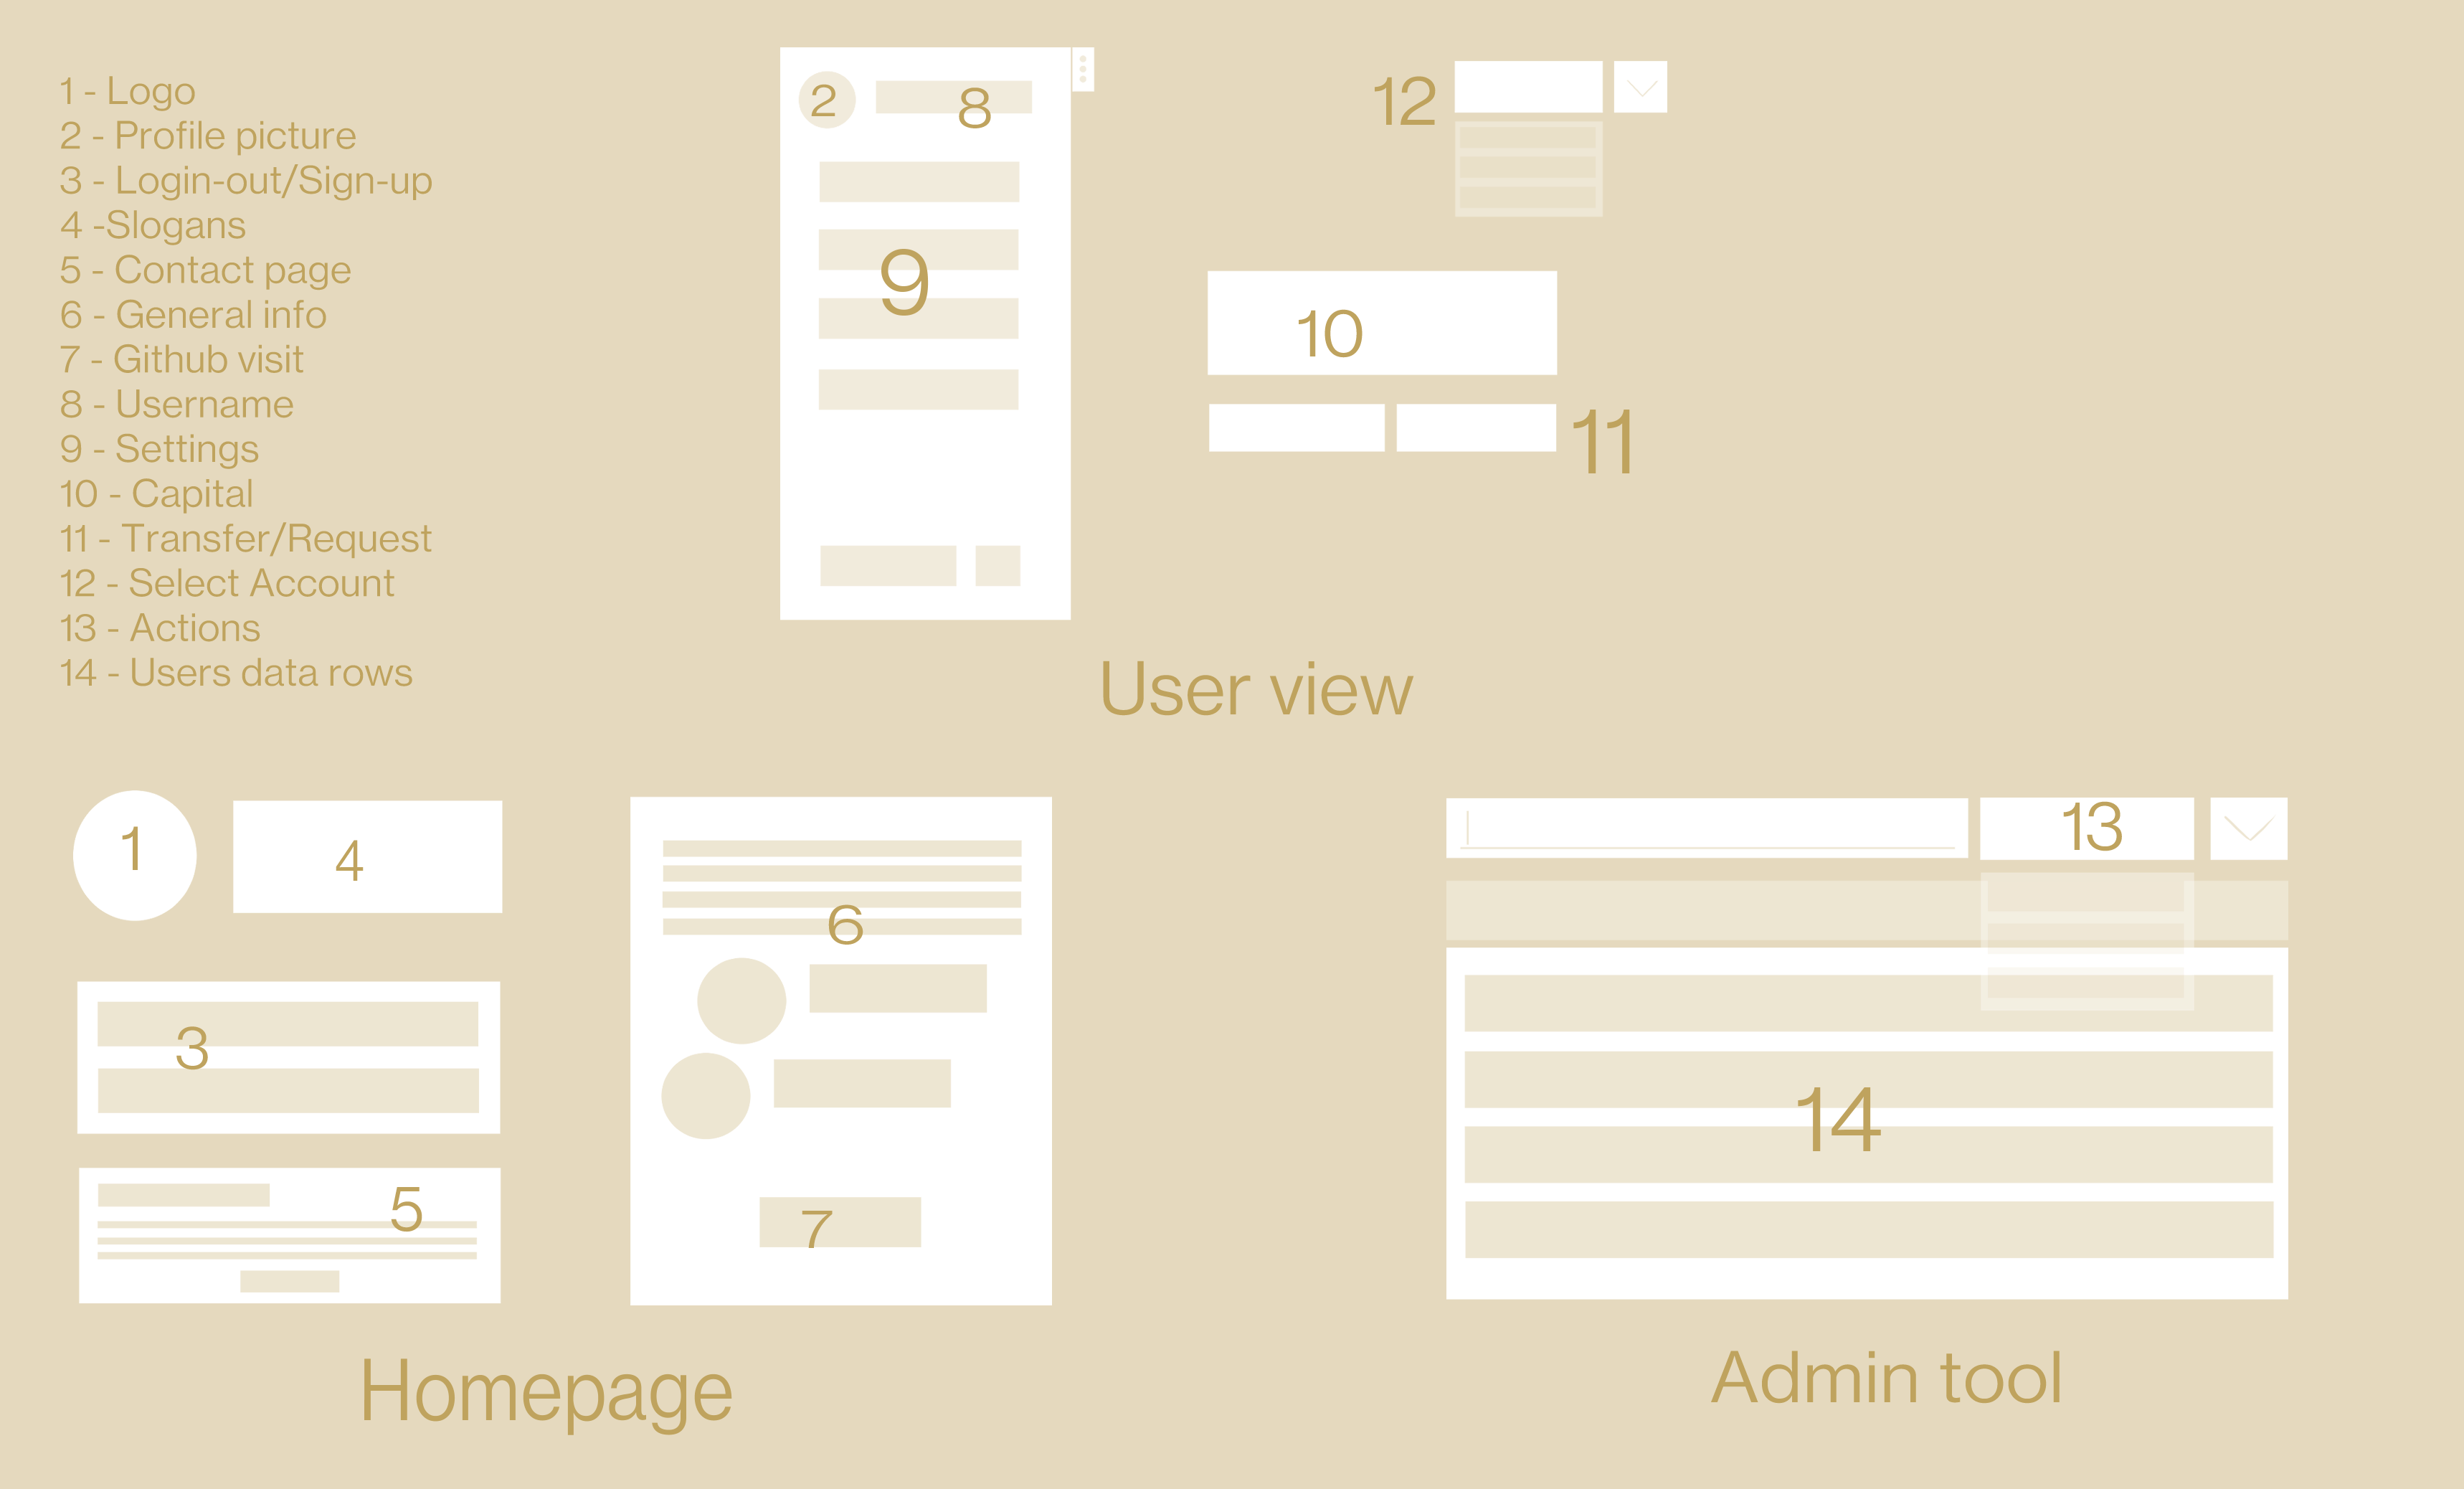 1 - Logo
2 - Profile picture
3 - Login-out/Sign-up
4 -Slogans
5 - Contact page
6 - General info
7 - Github visit
8 - Username
9 - Settings
10 - Capital
11 - Transfer/Request
12 - Select Account
13 - Actions
14 - Users data rows
2
8
9
12
10
11
User view
1
4
3
5
6
7
Homepage
13
14
Admin tool